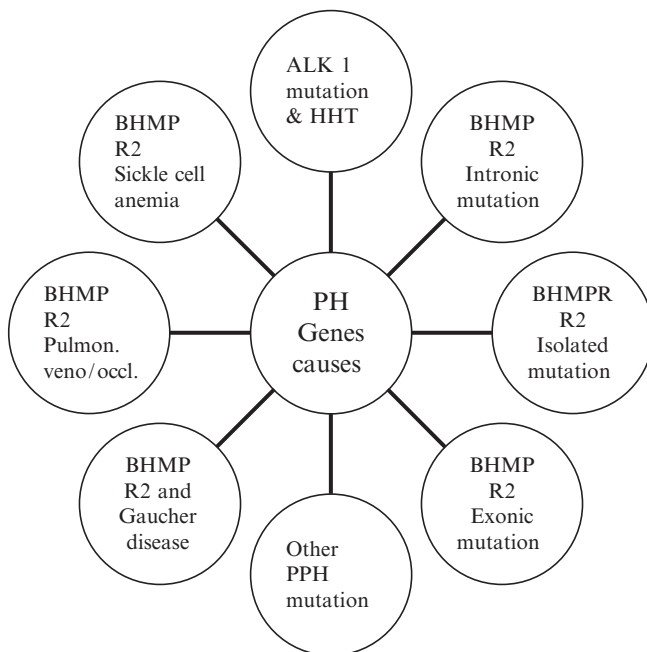 ALK 1
mutation
& HHT
BHMP
R2
Intronic
mutation
BHMPR
R2
Isolated
mutation
BHMP
R2
Exonic
mutation
Other
PPH
mutation
BHMP
R2 and
Gaucher
disease
BHMP
R2
Pulmon.
veno/occl.
BHMP
R2
Sickle cell
anemia
PH
Genes
causes